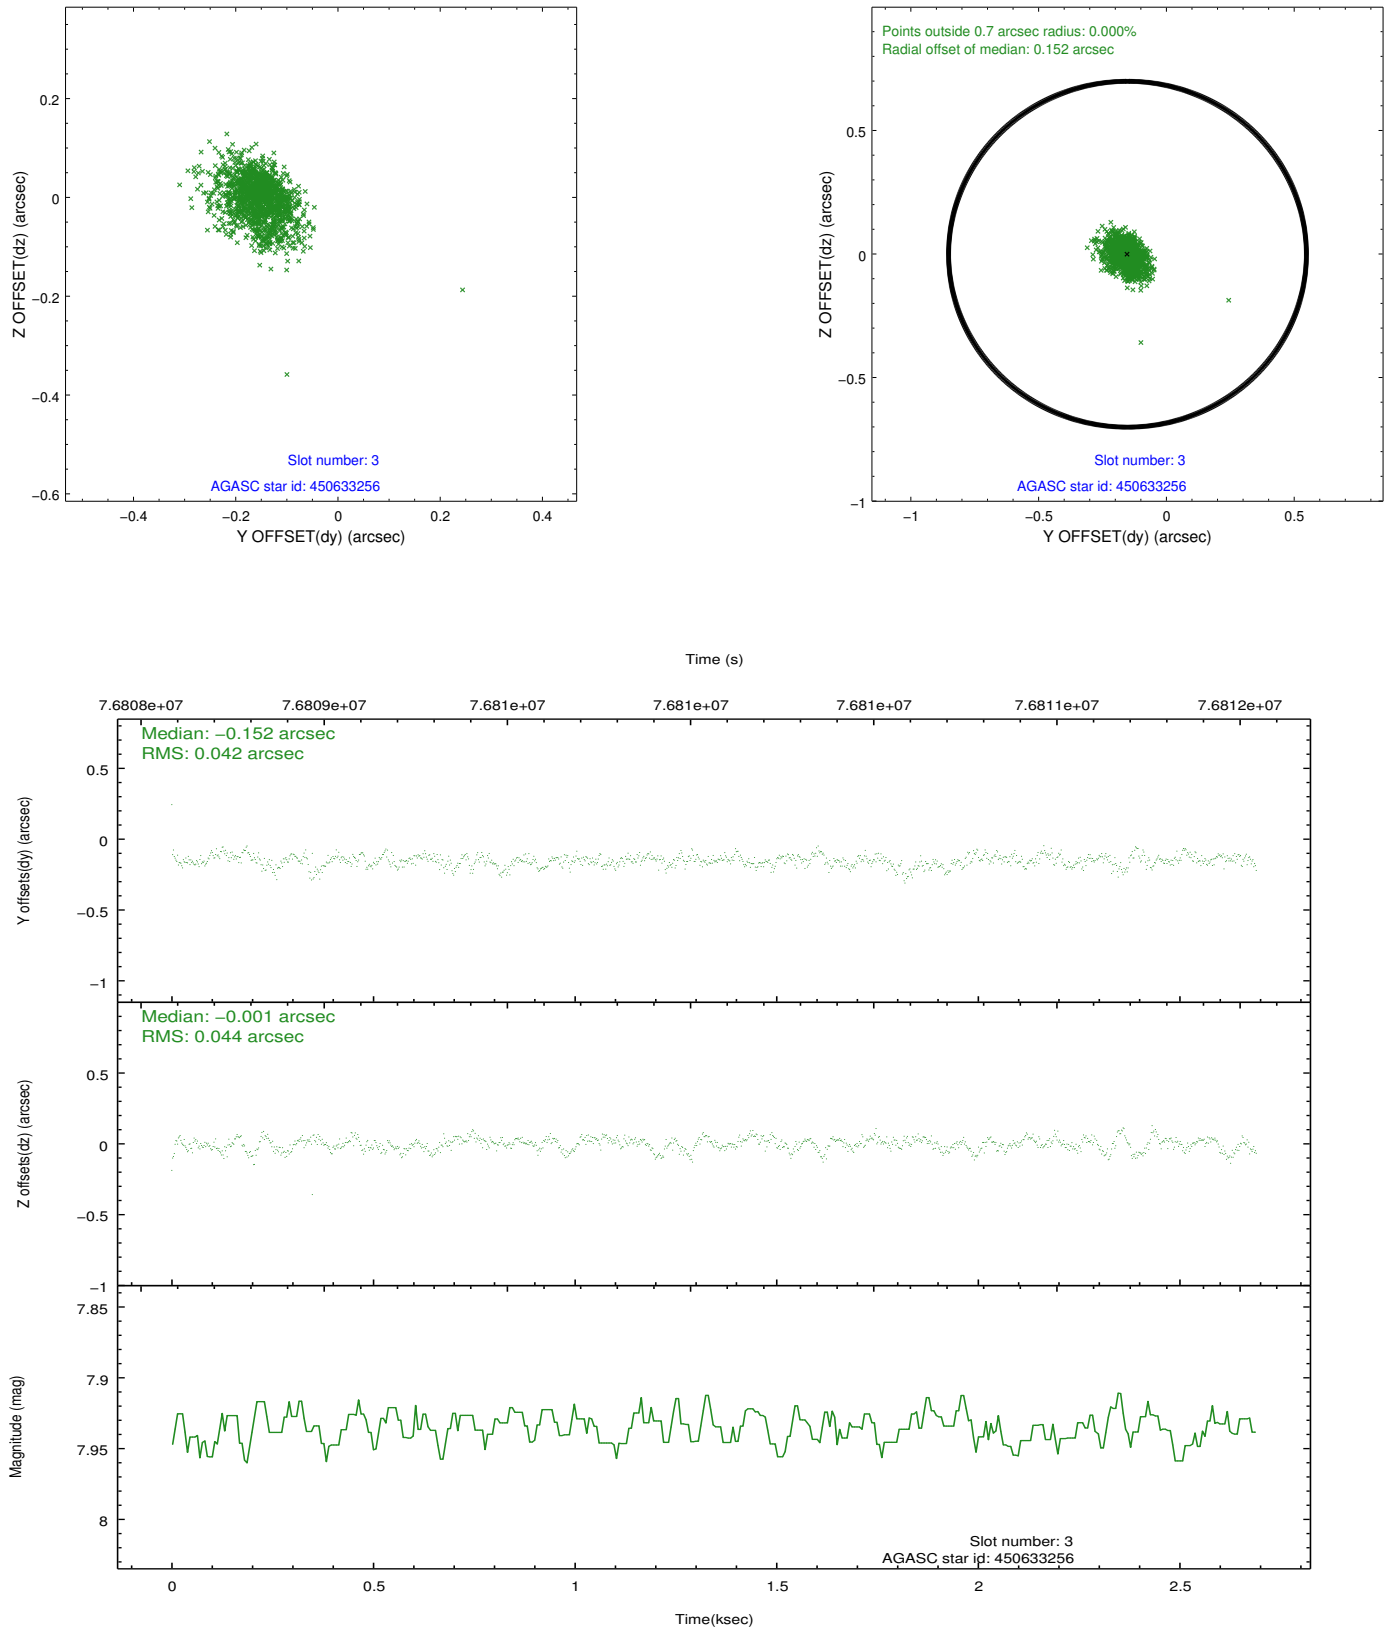 0.2
0
−0.2
−0.4
−0.6
Z OFFSET(dz) (arcsec)
Slot number: 3
AGASC star id: 450633256
−0.4 −0.2 0 0.2 0.4
Y OFFSET(dy) (arcsec)
Points outside 0.7 arcsec radius: 0.000%
Radial offset of median: 0.152 arcsec
0.5
0
−0.5
−1
Z OFFSET(dz) (arcsec)
Slot number: 3
AGASC star id: 450633256
−1 −0.5 0 0.5
Y OFFSET(dy) (arcsec)
Time (s)
7.6808e+07 7.6809e+07 7.681e+07 7.681e+07 7.681e+07 7.6811e+07 7.6812e+07
Median: −0.152 arcsec
RMS: 0.042 arcsec
0.5
0
−0.5
−1
Y offsets(dy) (arcsec)
Median: −0.001 arcsec
RMS: 0.044 arcsec
0.5
0
−0.5
−1
Z offsets(dz) (arcsec)
7.85
7.9
7.95
8
Magnitude (mag)
Slot number: 3
AGASC star id: 450633256
0 0.5 1 1.5 2 2.5
Time(ksec)